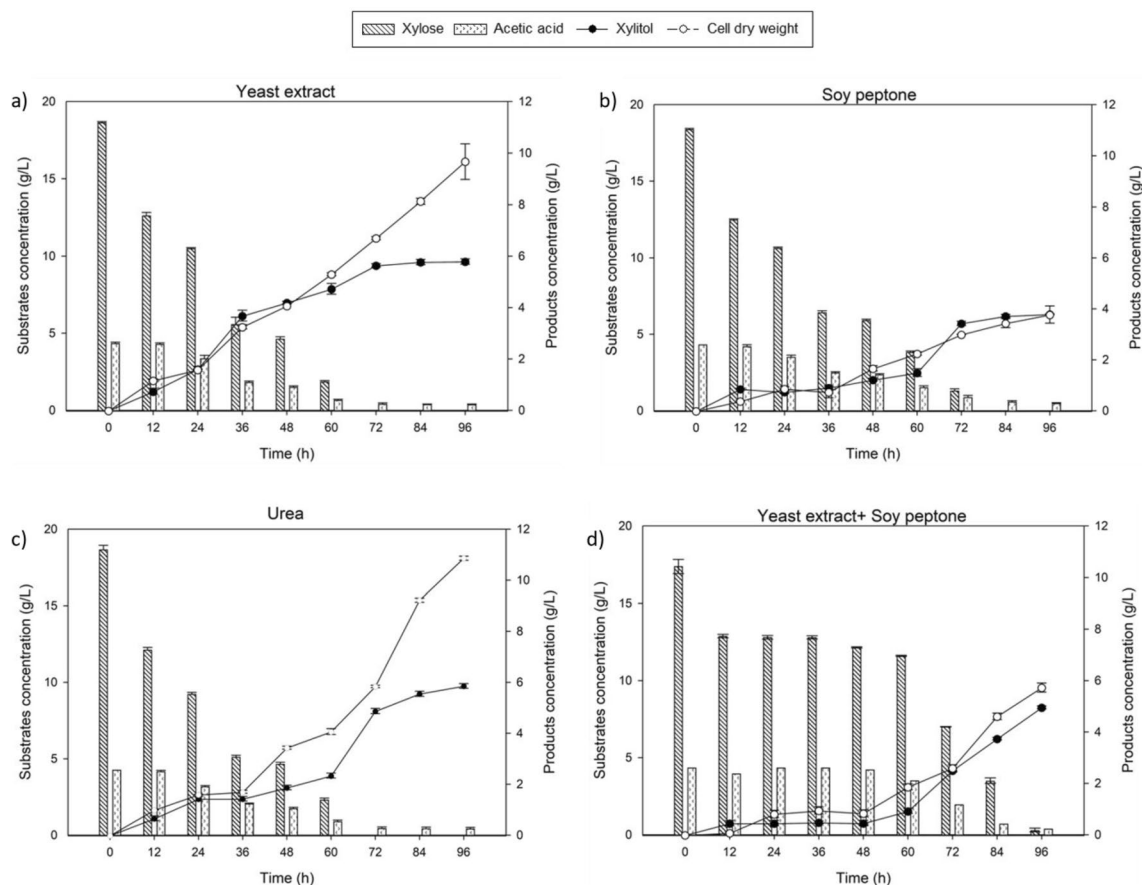 Xylose Acetic acid Xylitol Cell dry weight
a) Yeast extract
20
15
10
5
0
Substrates concentration (g/L)
12
10
8
6
4
2
0
Products concentration (g/L)
0 12 24 36 48 60 72 84 96
Time (h)
b) Soy peptone
20
15
10
5
0
Substrates concentration (g/L)
12
10
8
6
4
2
0
Products concentration (g/L)
0 12 24 36 48 60 72 84 96
Time (h)
c) Urea
20
15
10
5
0
Substrates concentration (g/L)
12
10
8
6
4
2
0
Products concentration (g/L)
0 12 24 36 48 60 72 84 96
Time (h)
d) Yeast extract+ Soy peptone
20
15
10
5
0
Substrates concentration (g/L)
12
10
8
6
4
2
0
Products concentration (g/L)
0 12 24 36 48 60 72 84 96
Time (h)